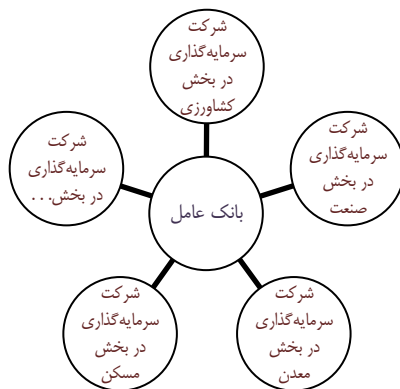 شرکت
سرمایه‌گذاری
در بخش
کشاورزی
شرکت
سرمایه‌گذاری
در بخش
صنعت
شرکت
سرمایه‌گذاری
در بخش...
بانک عامل
شرکت
سرمایه‌گذاری
در بخش
معدن
شرکت
سرمایه‌گذاری
در بخش
مسکن